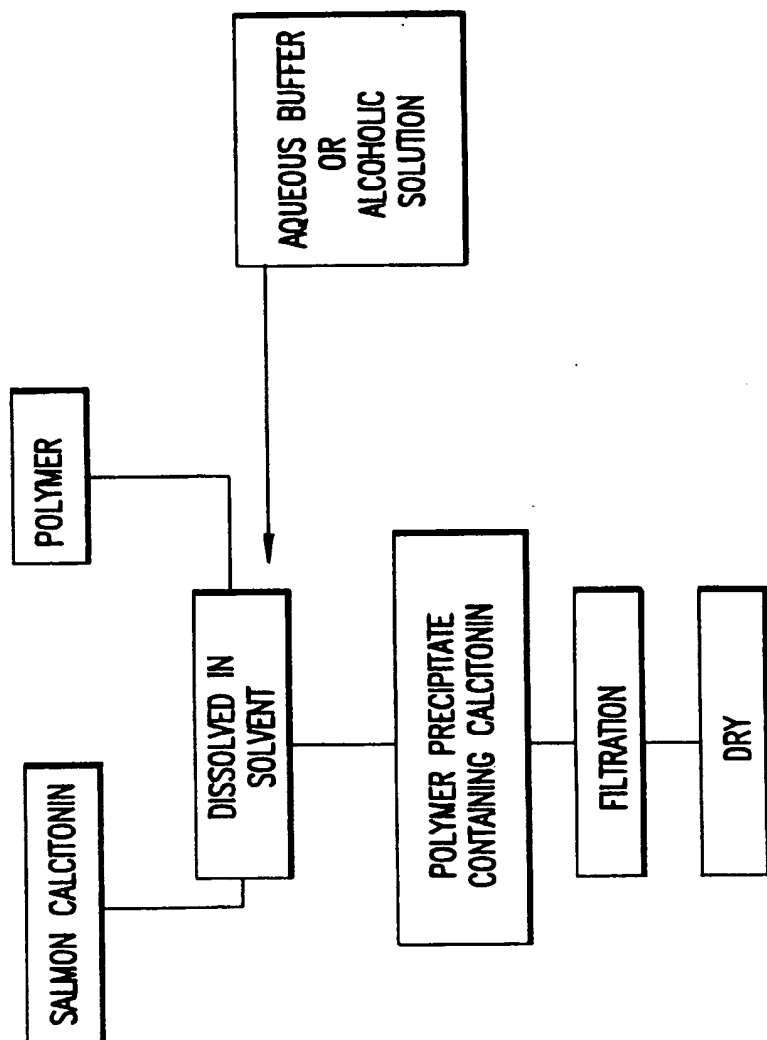 SALMON CALCITONIN
POLYMER
DISSOLVED IN
SOLVENT
AQUEOUS BUFFER
OR
ALCOHOLIC
SOLUTION
POLYMER PRECIPITATE
CONTAINING CALCITONIN
FILTRATION
DRY